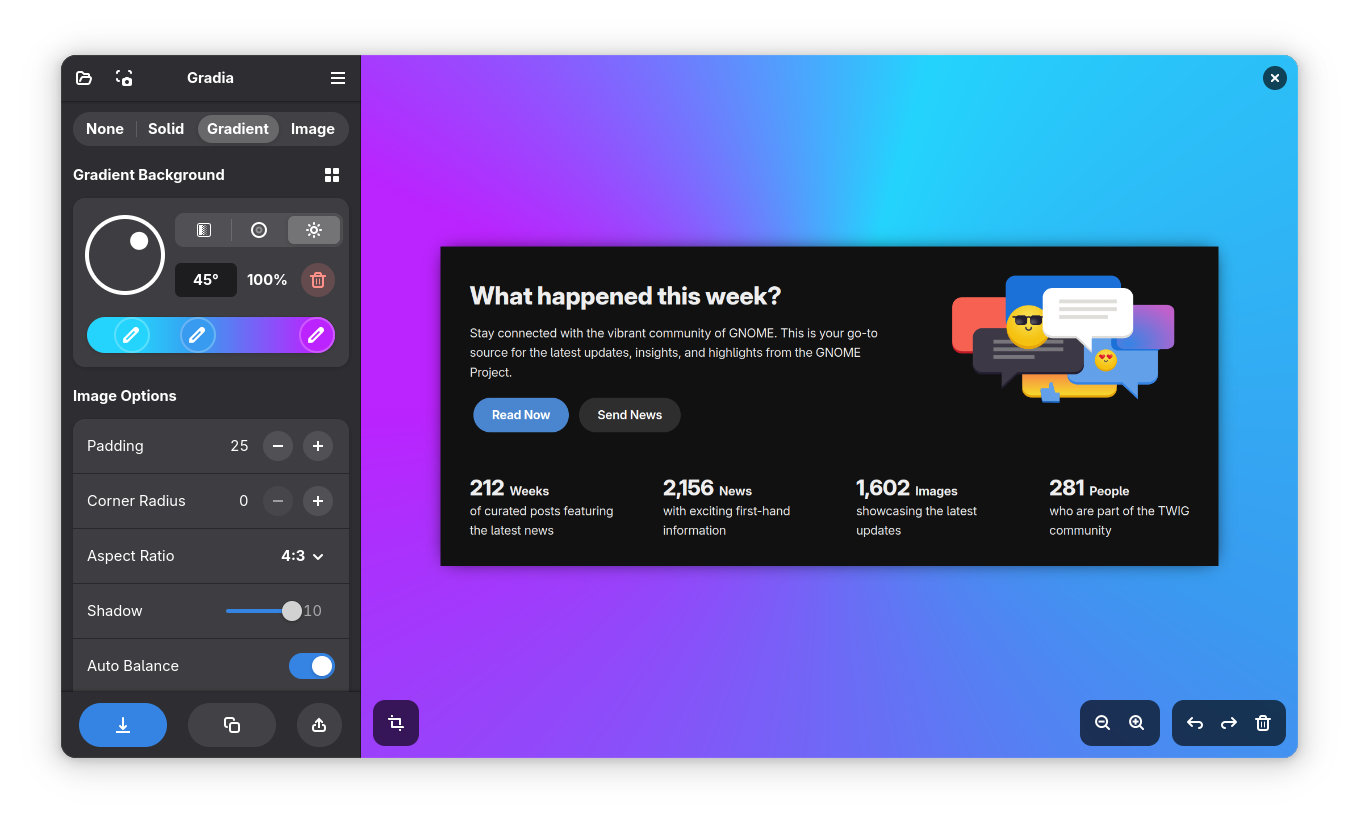 Gradia
None Solid Gradient Image
Gradient Background
45° 100%
Image Options
Padding 25
Corner Radius 0
Aspect Ratio 4:3
Shadow 10
Auto Balance
What happened this week?
Stay connected with the vibrant community of GNOME. This is your go-to
source for the latest updates, insights, and highlights from the GNOME
Project.
Read Now Send News
212 Weeks
of curated posts featuring
the latest news
2,156 News
with exciting first-hand
information
1,602 Images
showcasing the latest
updates
281 People
who are part of the TWIG
community